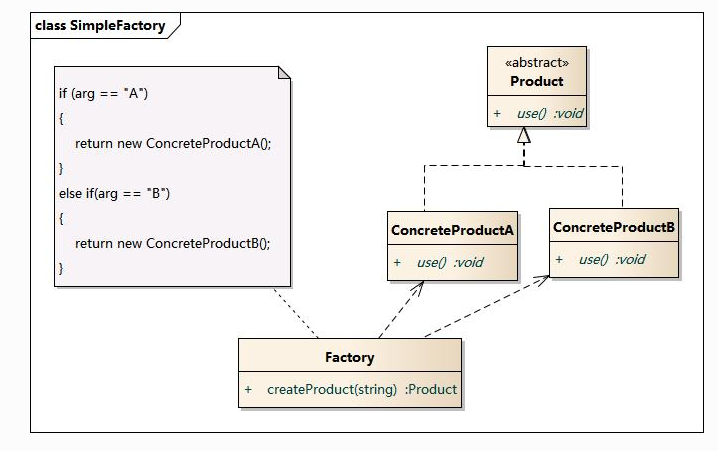 class SimpleFactory
if (arg == "A")
{
return new ConcreteProductA();
}
else if(arg == "B")
{
return new ConcreteProductB();
}
«abstract»
Product
+ use() :void
ConcreteProductA
+ use() :void
ConcreteProductB
+ use() :void
Factory
+ createProduct(string) :Product